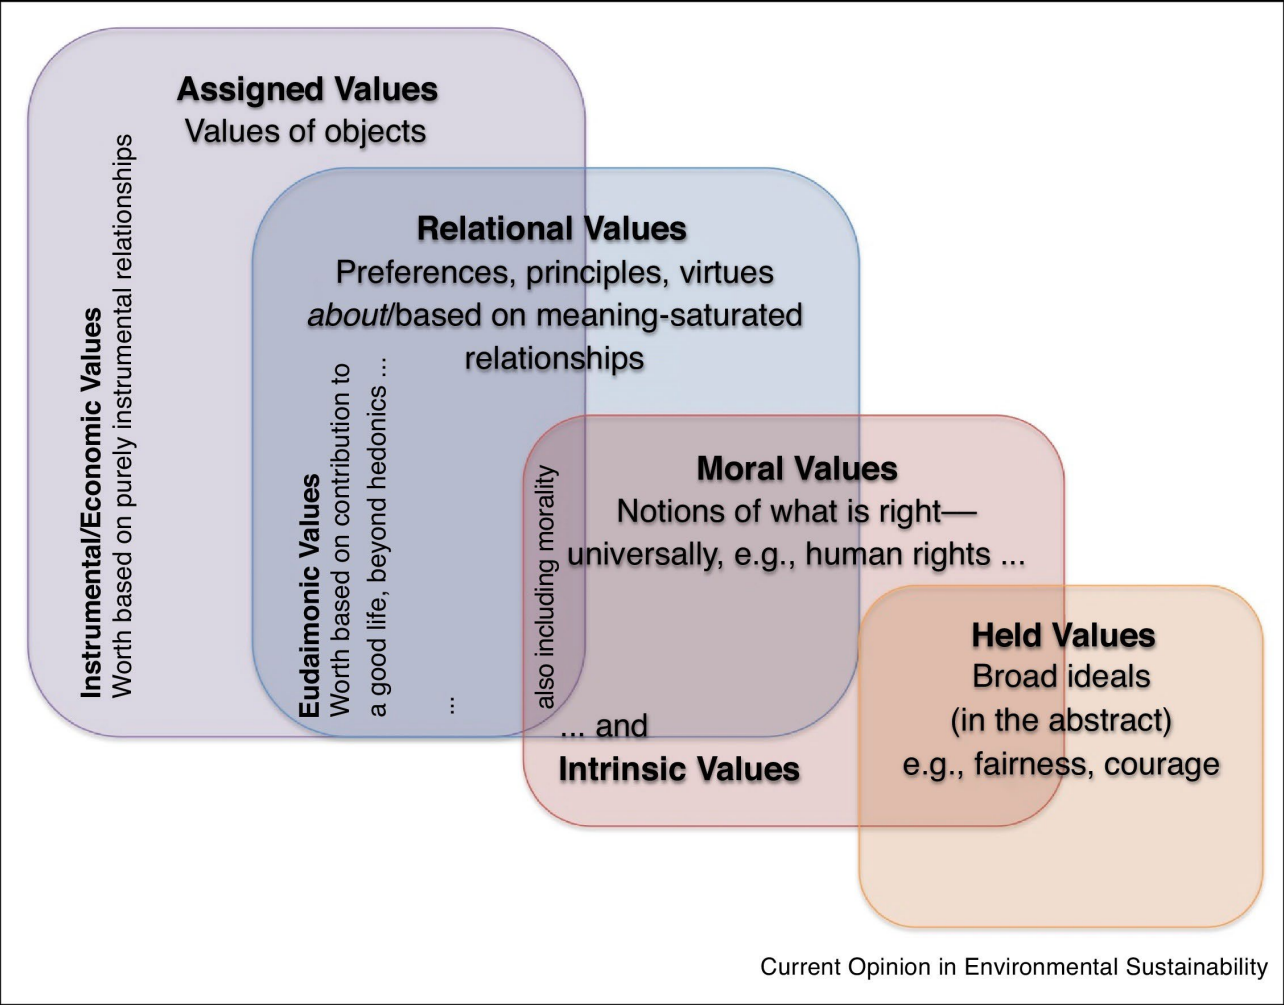 Assigned Values
Values of objects
Instrumental/Economic Values
Worth based on purely instrumental relationships
Relational Values
Preferences, principles, virtues
about/based on meaning-saturated
relationships
Eudaimonic Values
Worth based on contribution to
a good life, beyond hedonics ...
...
also including morality
Moral Values
Notions of what is right—
universally, e.g., human rights ...
... and
Intrinsic Values
Held Values
Broad ideals
(in the abstract)
e.g., fairness, courage
Current Opinion in Environmental Sustainability